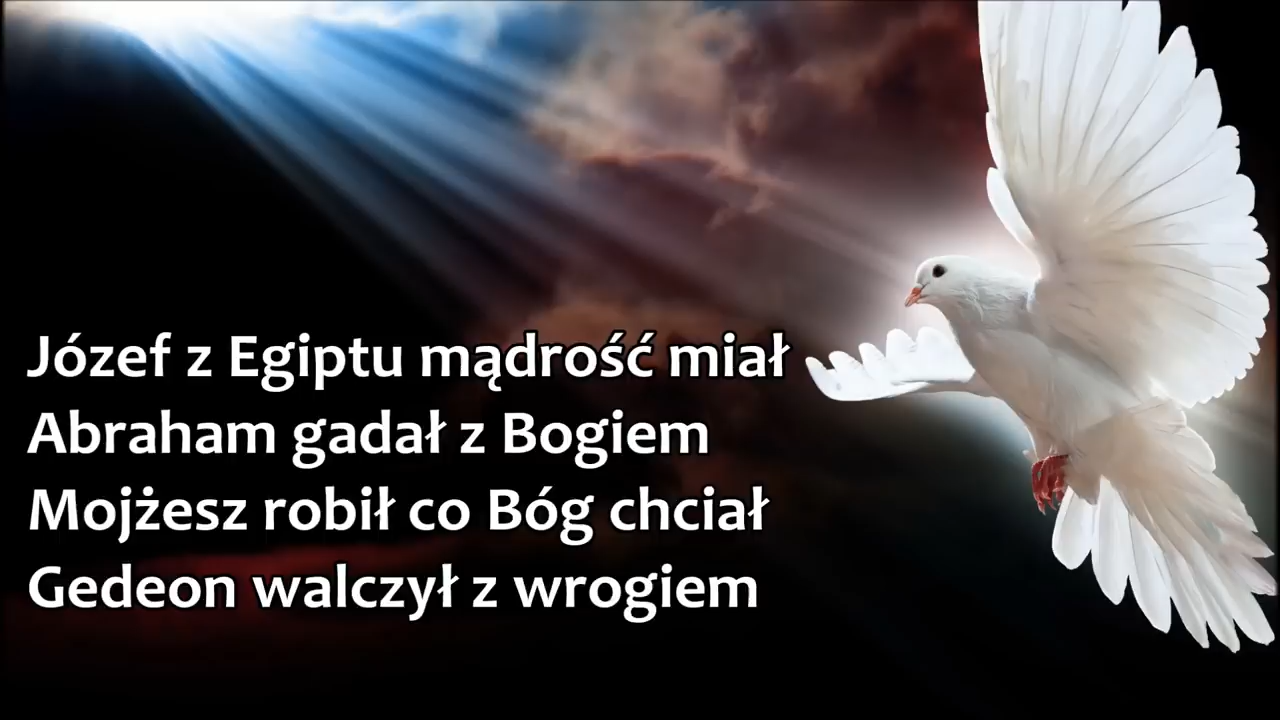 Józef z Egiptu mądrość miał
Abraham gadał z Bogiem
Mojżesz robił co Bóg chciał
Gedeon walczył z wrogiem